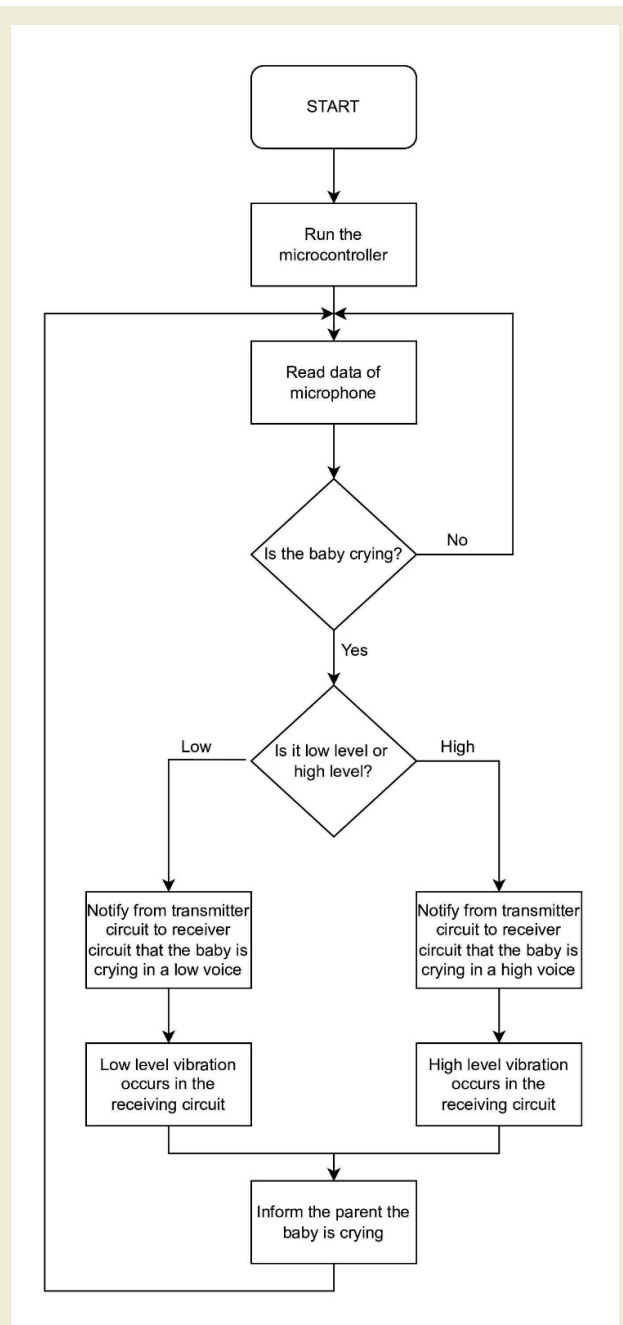 START
Run the
microcontroller
Read data of
microphone
Is the baby crying?
No
Yes
Is it low level or
high level?
Low
High
Notify from transmitter
circuit to receiver
circuit that the baby is
crying in a low voice
Notify from transmitter
circuit to receiver
circuit that the baby is
crying in a high voice
Low level vibration
occurs in the
receiving circuit
High level vibration
occurs in the
receiving circuit
Inform the parent the
baby is crying